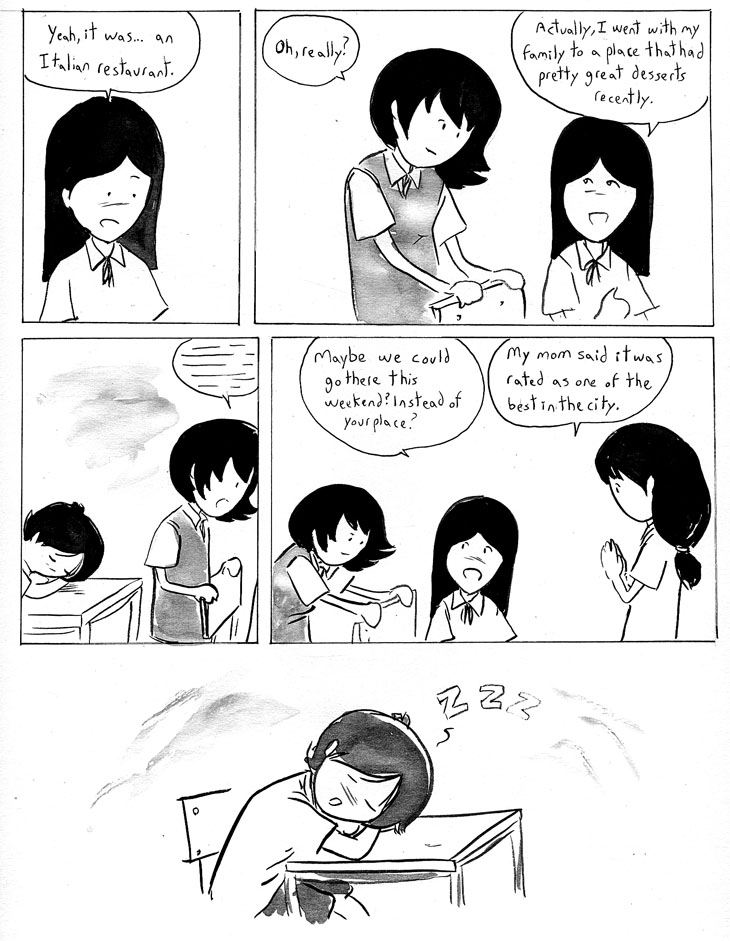 Yeah, it was... an
Italian restaurant.
Oh, really?
Actually, I went with my
family to a place that had
pretty great desserts
recently.
Maybe we could
go there this
weekend? Instead of
your place?
My mom said it was
rated as one of the
best in the city.
ZZZ